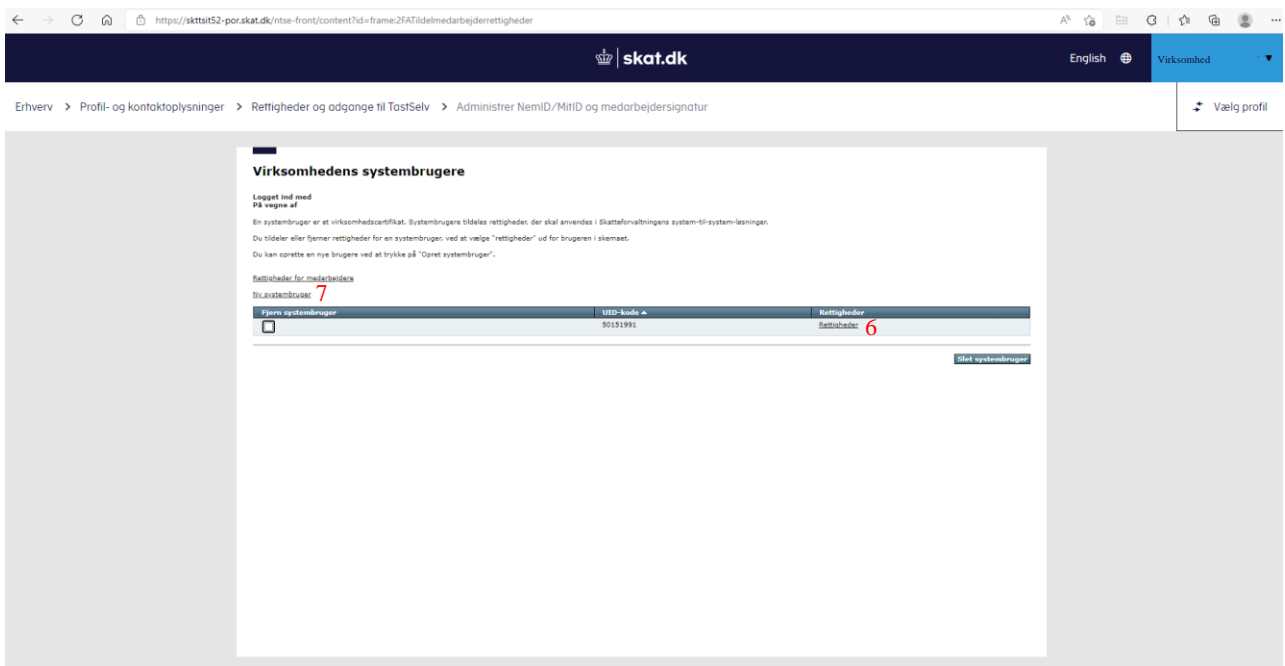 https://skttsit52-por.skat.dk/ntse-front/content?id=frame:2FATildelmedarbejderrettigheder
skat.dk
English
Virksomhed
Erhverv > Profil- og kontaktoplysninger > Rettigheder og adgange til TastSelv > Administrer NemID/MitID og medarbejdersignatur
Vælg profil
Virksomhedens systembrugere
Logget ind med
På vegne af
En systembruger er et virksomhedscertifikat. Systembrugere tildeles rettigheder, der skal anvendes i Skatteforvaltningens system-til-system-løsninger.
Du tildeler eller fjerner rettigheder for en systembruger, ved at vælge "rettigheder" ud for brugeren i skemaet.
Du kan oprette en nye brugere ved at trykke på "Opret systembruger".
Rettigheder for medarbejdere
Ny systembruger 7
Fjern systembruger UID-kode Rettigheder
50151991 Rettigheder 6
Slet systembruger